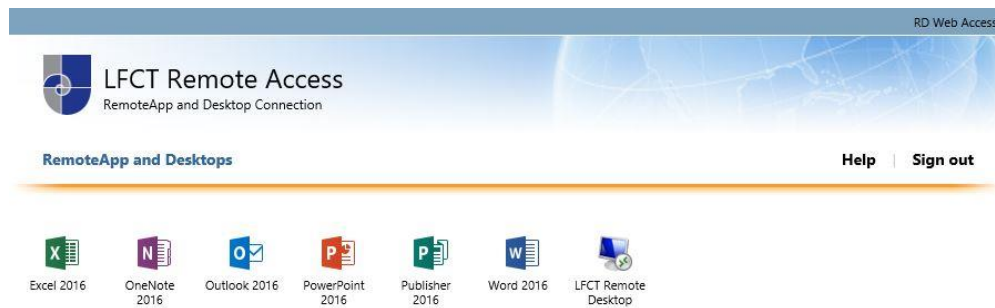 RD Web Access
LFCT Remote Access
RemoteApp and Desktop Connection
RemoteApp and Desktops
Help
Sign out
Excel 2016
OneNote
2016
Outlook 2016
PowerPoint
2016
Publisher
2016
Word 2016
LFCT Remote
Desktop